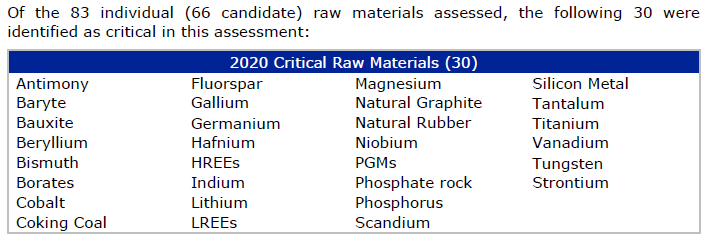 Of the 83 individual (66 candidate) raw materials assessed, the following 30 were
identified as critical in this assessment:
2020 Critical Raw Materials (30)
Antimony Fluorspar Magnesium Silicon Metal
Baryte Gallium Natural Graphite Tantalum
Bauxite Germanium Natural Rubber Titanium
Beryllium Hafnium Niobium Vanadium
Bismuth HREEs PGMs Tungsten
Borates Indium Phosphate rock Strontium
Cobalt Lithium Phosphorus
Coking Coal LREEs Scandium